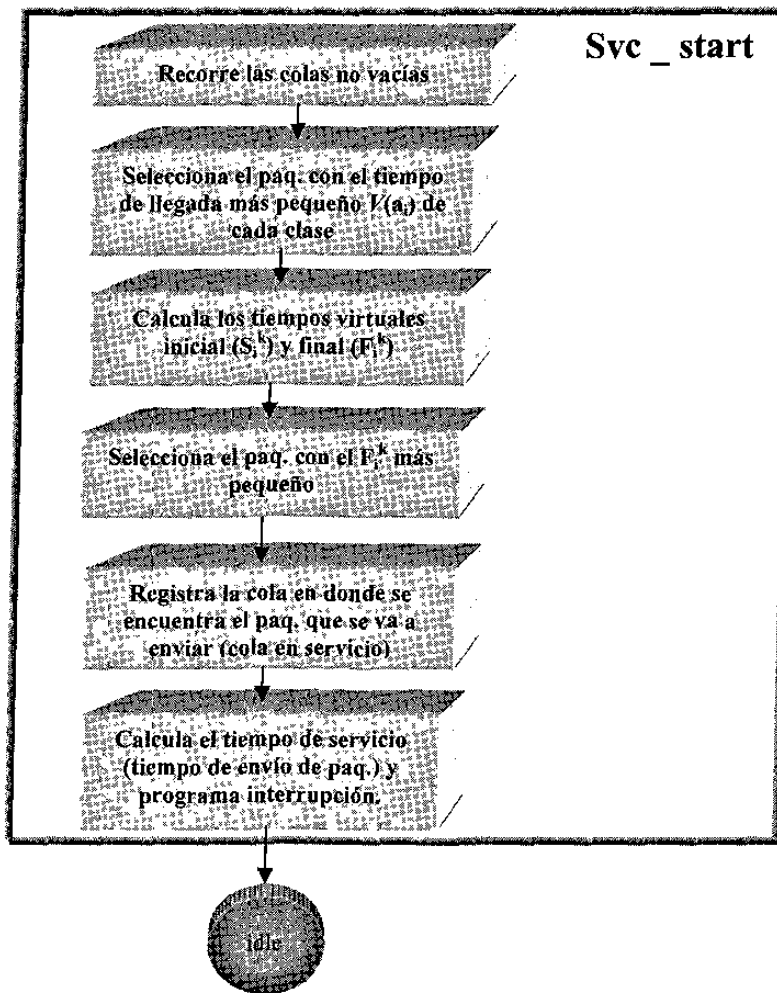 Svc _ start
Recorre las colas no vacías
Selecciona el paq. con el tiempo
de llegada más pequeño V(aᵢ) de
cada clase
Calcula los tiempos virtuales
inicial (Sᵢᵏ) y final (Fᵢᵏ)
Selecciona el paq. con el Fᵢᵏ más
pequeño
Registra la cola en donde se
encuentra el paq. que se va a
enviar (cola en servicio)
Calcula el tiempo de servicio
(tiempo de envío de paq.) y
programa interrupción.
idle